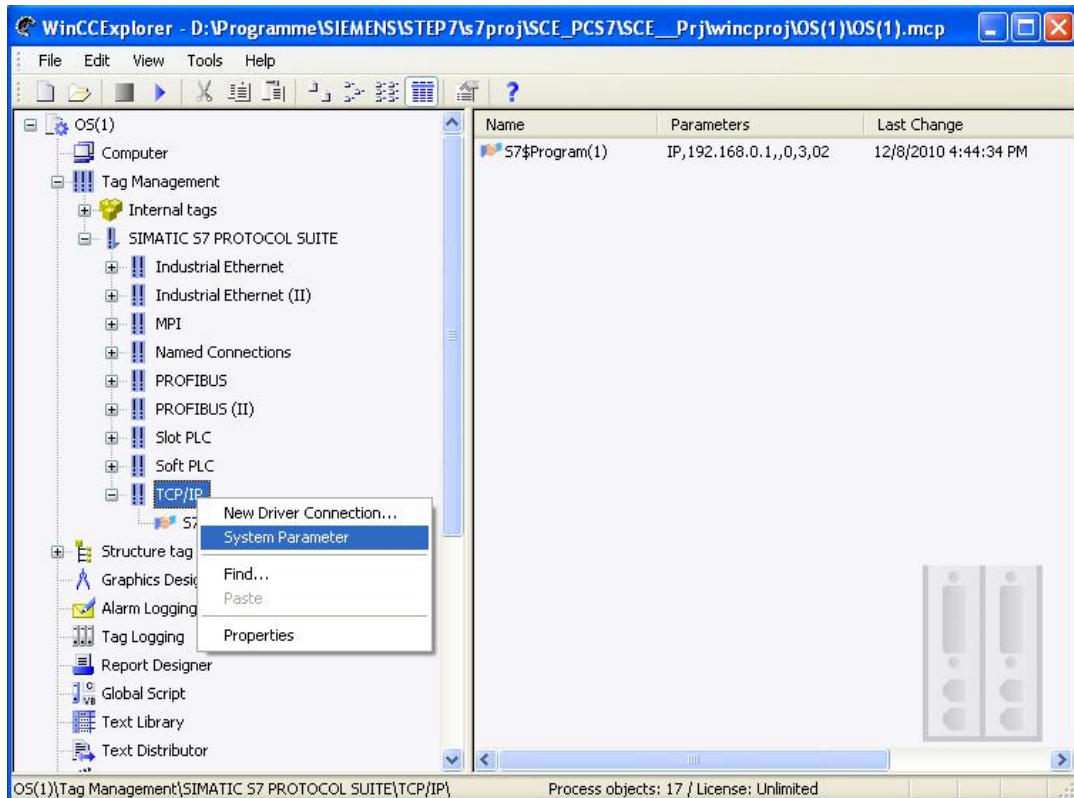 WinCCExplorer - D:\Programme\SIEMENS\STEP7\s7proj\SCE_PCS7\SCE__Prj\wincproj\OS(1)\OS(1).mcp
File Edit View Tools Help
OS(1)
Computer
Tag Management
Internal tags
SIMATIC S7 PROTOCOL SUITE
Industrial Ethernet
Industrial Ethernet (II)
MPI
Named Connections
PROFIBUS
PROFIBUS (II)
Slot PLC
Soft PLC
TCP/IP
S7
Structure tag
Graphics Desig
Alarm Logging
Tag Logging
Report Designer
Global Script
Text Library
Text Distributor
New Driver Connection...
System Parameter
Find...
Paste
Properties
Name Parameters Last Change
S7$Program(1) IP,192.168.0.1,,0,3,02 12/8/2010 4:44:34 PM
OS(1)\Tag Management\SIMATIC S7 PROTOCOL SUITE\TCP/IP\ Process objects: 17 / License: Unlimited